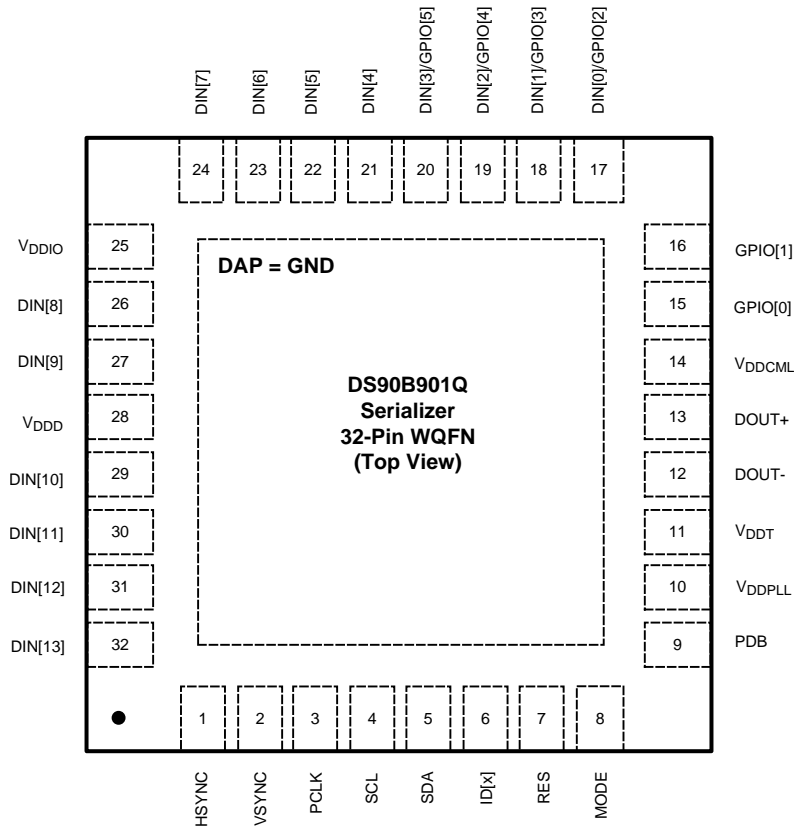 DIN[7]
DIN[6]
DIN[5]
DIN[4]
DIN[3]/GPIO[5]
DIN[2]/GPIO[4]
DIN[1]/GPIO[3]
DIN[0]/GPIO[2]
24
23
22
21
20
19
18
17
VDDIO
25
DIN[8]
26
DIN[9]
27
VDDD
28
DIN[10]
29
DIN[11]
30
DIN[12]
31
DIN[13]
32
DAP = GND
DS90B901Q
Serializer
32-Pin WQFN
(Top View)
16
GPIO[1]
15
GPIO[0]
14
VDDCML
13
DOUT+
12
DOUT-
11
VDDT
10
VDDPLL
9
PDB
1
2
3
4
5
6
7
8
HSYNC
VSYNC
PCLK
SCL
SDA
ID[x]
RES
MODE